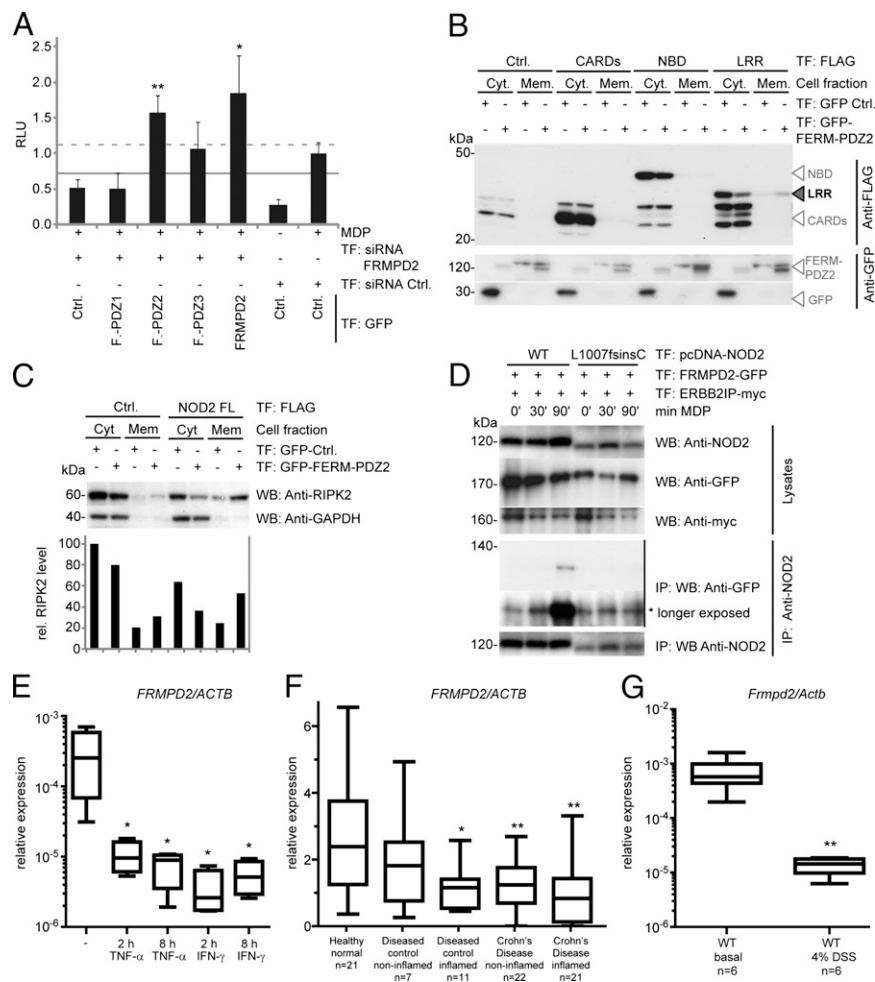 A
2.5
2.0
1.5
1.0
0.5
0.0
RLU
**
*
+ + + + + - + MDP
+ + + + + TF: siRNA FRMPD2
+ + TF: siRNA Ctrl.
Ctrl. F.-PDZ1 F.-PDZ2 F.-PDZ3 FRMPD2 Ctrl. Ctrl. TF: GFP
B
Ctrl. CARDs NBD LRR TF: FLAG
Cyt. Mem. Cyt. Mem. Cyt. Mem. Cyt. Mem. Cell fraction
+ - + - + - + - + - + - + - + - TF: GFP Ctrl.
- + - + - + - + - + - + - + - + TF: GFP-FERM-PDZ2
kDa
50
20
120
30
NBD
LRR
CARDs
Anti-FLAG
FERM-PDZ2
GFP
Anti-GFP
C
Ctrl. NOD2 FL TF: FLAG
Cyt Mem Cyt Mem Cell fraction
+ - + - + - + - TF: GFP-Ctrl.
- + - + - + - + TF: GFP-FERM-PDZ2
kDa
60- WB: Anti-RIPK2
40- WB: Anti-GAPDH
100
80
60
40
20
0
rel. RIPK2 level
D
WT L1007fsinsC TF: pcDNA-NOD2
+ + + + + + TF: FRMPD2-GFP
+ + + + + + TF: ERBB2IP-myc
0' 30' 90' 0' 30' 90' min MDP
kDa
120- WB: Anti-NOD2
170- WB: Anti-GFP
160- WB: Anti-myc
Lysates
140-
IP: WB: Anti-GFP
* longer exposed
120- IP: WB Anti-NOD2
IP: Anti-NOD2
E
FRMPD2/ACTB
10-3
10-4
10-5
10-6
relative expression
* * * *
- 2 h TNF-α 8 h TNF-α 2 h IFN-γ 8 h IFN-γ
F
FRMPD2/ACTB
6
4
2
0
relative expression
* ** **
Healthy normal n=21
Diseased control non-inflamed n=7
Diseased control inflamed n=11
Crohn's Disease non-inflamed n=22
Crohn's Disease inflamed n=21
G
Frmpd2/Actb
10-2
10-3
10-4
10-5
10-6
relative expression
**
WT basal n=6
WT 4% DSS n=6